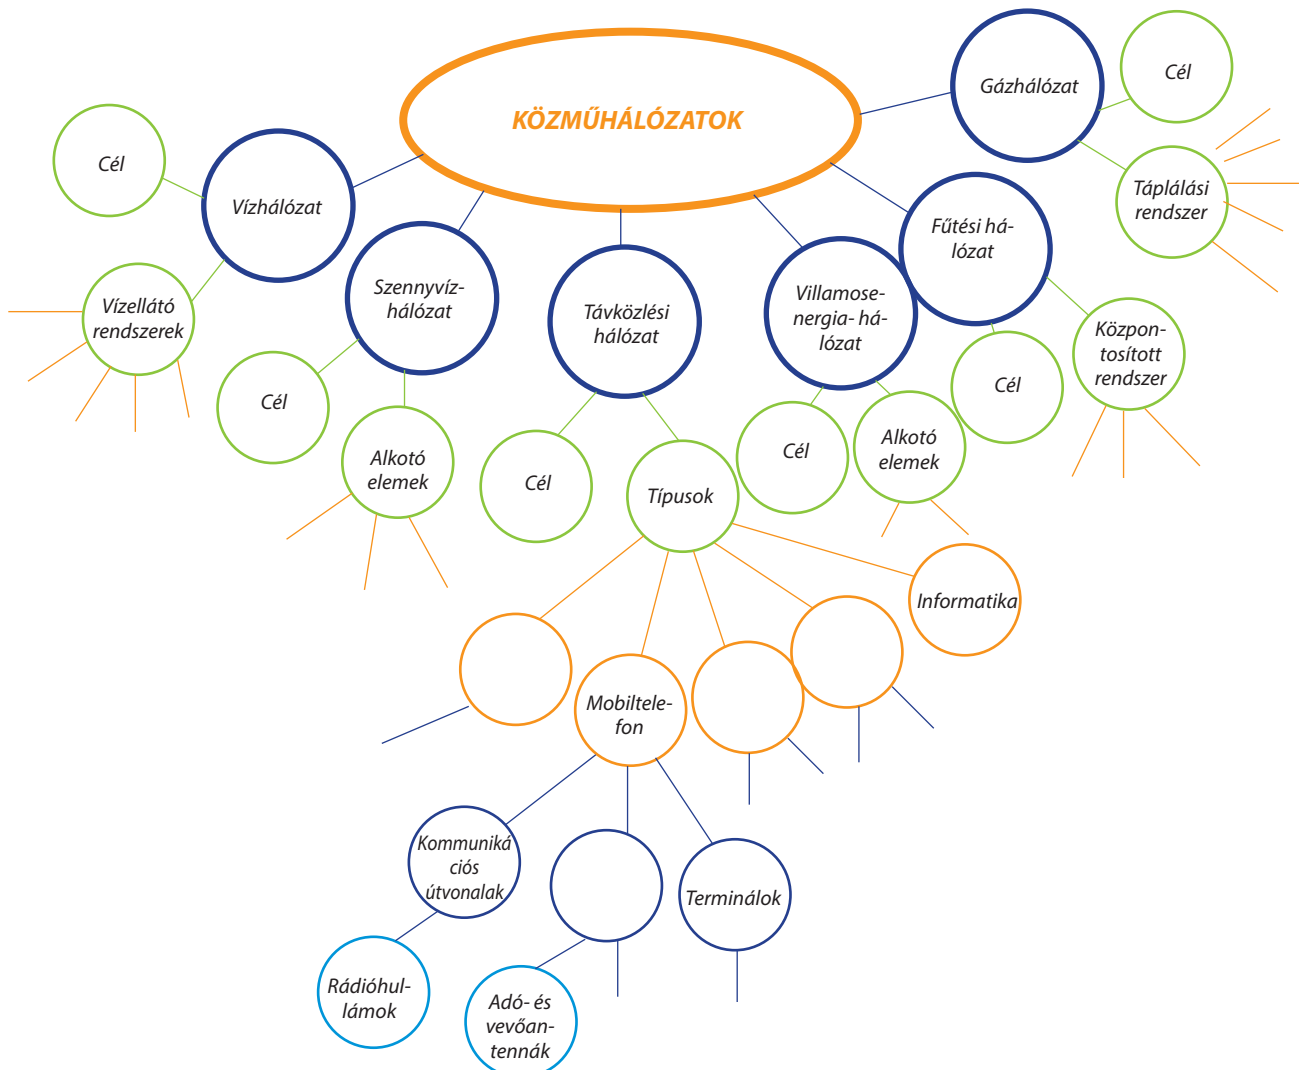 KÖZMŰHÁLÓZATOK
Gázhálózat
Cél
Táplálási
rendszer
Cél
Vízhálózat
Vízellátó
rendszerek
Szennyvíz-
hálózat
Cél
Alkotó
elemek
Távközlési
hálózat
Cél
Típusok
Villamose-
nergia- há-
lózat
Cél
Alkotó
elemek
Fűtési há-
lózat
Cél
Közpon-
tosított
rendszer
Informatika
Mobiltele-
fon
Kommuniká
ciós
útvonalak
Terminálok
Rádióhul-
lámok
Adó- és
vevőan-
tennák